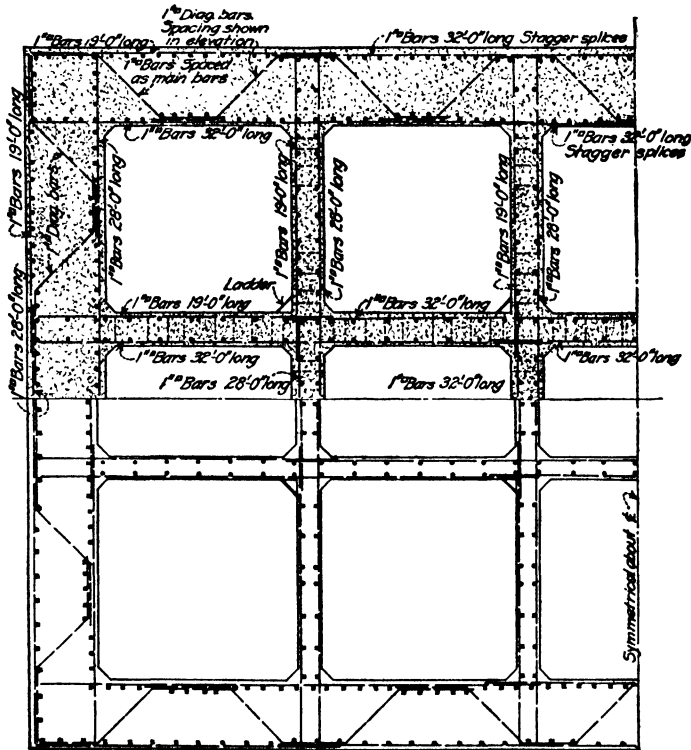 1"⌑ Diag. bars.
Spacing shown
in elevation
1"⌑ Bars 19'-0" long
1"⌑ Bars 32'-0" long Stagger splices
1"⌑ Bars Spaced
as main bars
1"⌑ Bars 32'-0" long
1"⌑ Bars 32'-0" long
Stagger splices
1"⌑ Bars 19'-0" long
1"⌑ Diag. bars
1"⌑ Bars 28'-0" long
1"⌑ Bars 19'-0" long
1"⌑ Bars 28'-0" long
1"⌑ Bars 19'-0" long
1"⌑ Bars 28'-0" long
Ladder
1"⌑ Bars 19'-0" long
1"⌑ Bars 32'-0" long
1"⌑ Bars 28'-0" long
1"⌑ Bars 32'-0" long
1"⌑ Bars 32'-0" long
1"⌑ Bars 28'-0" long
1"⌑ Bars 32'-0" long
Symmetrical about ℄